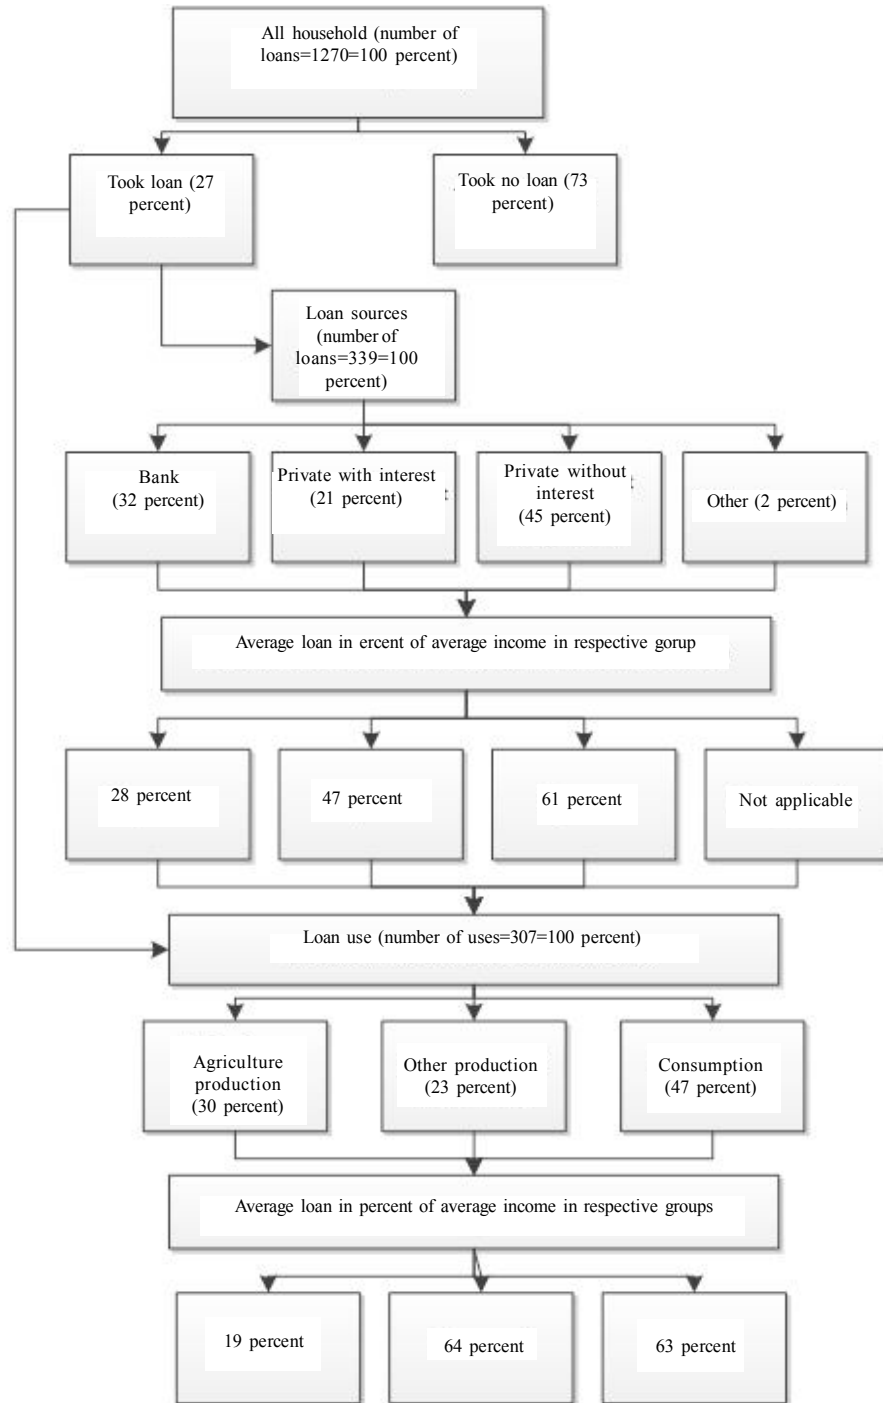 All household (number of
loans=1270=100 percent)
Took loan (27
percent)
Took no loan (73
percent)
Loan sources
(number of
loans=339=100
percent)
Bank
(32 percent)
Private with interest
(21 percent)
Private without
interest
(45 percent)
Other (2 percent)
Average loan in ercent of average income in respective gorup
28 percent
47 percent
61 percent
Not applicable
Loan use (number of uses=307=100 percent)
Agriculture
production
(30 percent)
Other production
(23 percent)
Consumption
(47 percent)
Average loan in percent of average income in respective groups
19 percent
64 percent
63 percent